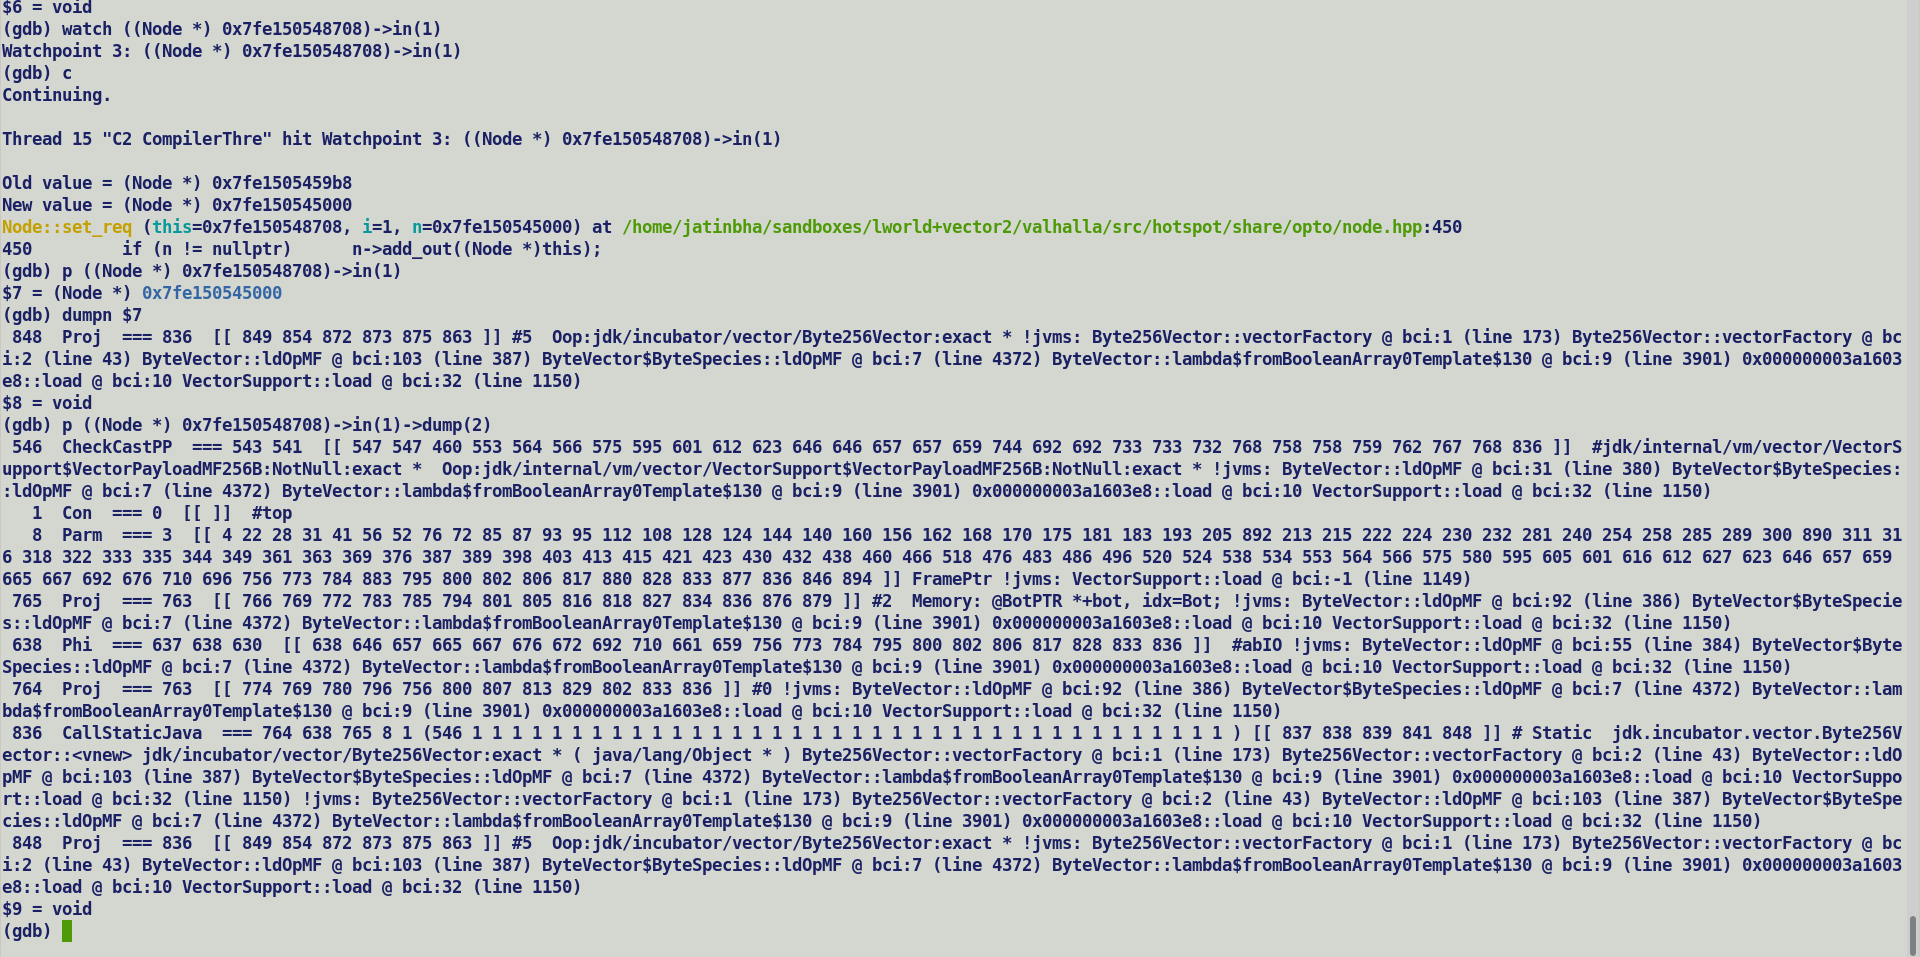 $6 = void
(gdb) watch ((Node *) 0x7fe150548708)->in(1)
Watchpoint 3: ((Node *) 0x7fe150548708)->in(1)
(gdb) c
Continuing.

Thread 15 "C2 CompilerThre" hit Watchpoint 3: ((Node *) 0x7fe150548708)->in(1)

Old value = (Node *) 0x7fe1505459b8
New value = (Node *) 0x7fe150545000
Node::set_req (this=0x7fe150548708, i=1, n=0x7fe150545000) at /home/jatinbha/sandboxes/lworld+vector2/valhalla/src/hotspot/share/opto/node.hpp:450
450         if (n != nullptr)      n->add_out((Node *)this);
(gdb) p ((Node *) 0x7fe150548708)->in(1)
$7 = (Node *) 0x7fe150545000
(gdb) dumpn $7
 848  Proj  === 836  [[ 849 854 872 873 875 863 ]] #5  Oop:jdk/incubator/vector/Byte256Vector:exact * !jvms: Byte256Vector::vectorFactory @ bci:1 (line 173) Byte256Vector::vectorFactory @ bc
i:2 (line 43) ByteVector::ldOpMF @ bci:103 (line 387) ByteVector$ByteSpecies::ldOpMF @ bci:7 (line 4372) ByteVector::lambda$fromBooleanArray0Template$130 @ bci:9 (line 3901) 0x000000003a1603
e8::load @ bci:10 VectorSupport::load @ bci:32 (line 1150)
$8 = void
(gdb) p ((Node *) 0x7fe150548708)->in(1)->dump(2)
 546  CheckCastPP  === 543 541  [[ 547 547 460 553 564 566 575 595 601 612 623 646 646 657 657 659 744 692 692 733 733 732 768 758 758 759 762 767 768 836 ]]  #jdk/internal/vm/vector/VectorS
upport$VectorPayloadMF256B:NotNull:exact *  Oop:jdk/internal/vm/vector/VectorSupport$VectorPayloadMF256B:NotNull:exact * !jvms: ByteVector::ldOpMF @ bci:31 (line 380) ByteVector$ByteSpecies:
:ldOpMF @ bci:7 (line 4372) ByteVector::lambda$fromBooleanArray0Template$130 @ bci:9 (line 3901) 0x000000003a1603e8::load @ bci:10 VectorSupport::load @ bci:32 (line 1150)
   1  Con  === 0  [[ ]]  #top
   8  Parm  === 3  [[ 4 22 28 31 41 56 52 76 72 85 87 93 95 112 108 128 124 144 140 160 156 162 168 170 175 181 183 193 205 892 213 215 222 224 230 232 281 240 254 258 285 289 300 890 311 31
6 318 322 333 335 344 349 361 363 369 376 387 389 398 403 413 415 421 423 430 432 438 460 466 518 476 483 486 496 520 524 538 534 553 564 566 575 580 595 605 601 616 612 627 623 646 657 659
665 667 692 676 710 696 756 773 784 883 795 800 802 806 817 880 828 833 877 836 846 894 ]] FramePtr !jvms: VectorSupport::load @ bci:-1 (line 1149)
 765  Proj  === 763  [[ 766 769 772 783 785 794 801 805 816 818 827 834 836 876 879 ]] #2  Memory: @BotPTR *+bot, idx=Bot; !jvms: ByteVector::ldOpMF @ bci:92 (line 386) ByteVector$ByteSpecie
s::ldOpMF @ bci:7 (line 4372) ByteVector::lambda$fromBooleanArray0Template$130 @ bci:9 (line 3901) 0x000000003a1603e8::load @ bci:10 VectorSupport::load @ bci:32 (line 1150)
 638  Phi  === 637 638 630  [[ 638 646 657 665 667 676 672 692 710 661 659 756 773 784 795 800 802 806 817 828 833 836 ]]  #abIO !jvms: ByteVector::ldOpMF @ bci:55 (line 384) ByteVector$Byte
Species::ldOpMF @ bci:7 (line 4372) ByteVector::lambda$fromBooleanArray0Template$130 @ bci:9 (line 3901) 0x000000003a1603e8::load @ bci:10 VectorSupport::load @ bci:32 (line 1150)
 764  Proj  === 763  [[ 774 769 780 796 756 800 807 813 829 802 833 836 ]] #0 !jvms: ByteVector::ldOpMF @ bci:92 (line 386) ByteVector$ByteSpecies::ldOpMF @ bci:7 (line 4372) ByteVector::lam
bda$fromBooleanArray0Template$130 @ bci:9 (line 3901) 0x000000003a1603e8::load @ bci:10 VectorSupport::load @ bci:32 (line 1150)
 836  CallStaticJava  === 764 638 765 8 1 (546 1 1 1 1 1 1 1 1 1 1 1 1 1 1 1 1 1 1 1 1 1 1 1 1 1 1 1 1 1 1 1 1 1 1 1 1 1 1 ) [[ 837 838 839 841 848 ]] # Static  jdk.incubator.vector.Byte256V
ector::<vnew> jdk/incubator/vector/Byte256Vector:exact * ( java/lang/Object * ) Byte256Vector::vectorFactory @ bci:1 (line 173) Byte256Vector::vectorFactory @ bci:2 (line 43) ByteVector::ldO
pMF @ bci:103 (line 387) ByteVector$ByteSpecies::ldOpMF @ bci:7 (line 4372) ByteVector::lambda$fromBooleanArray0Template$130 @ bci:9 (line 3901) 0x000000003a1603e8::load @ bci:10 VectorSuppo
rt::load @ bci:32 (line 1150) !jvms: Byte256Vector::vectorFactory @ bci:1 (line 173) Byte256Vector::vectorFactory @ bci:2 (line 43) ByteVector::ldOpMF @ bci:103 (line 387) ByteVector$ByteSpe
cies::ldOpMF @ bci:7 (line 4372) ByteVector::lambda$fromBooleanArray0Template$130 @ bci:9 (line 3901) 0x000000003a1603e8::load @ bci:10 VectorSupport::load @ bci:32 (line 1150)
 848  Proj  === 836  [[ 849 854 872 873 875 863 ]] #5  Oop:jdk/incubator/vector/Byte256Vector:exact * !jvms: Byte256Vector::vectorFactory @ bci:1 (line 173) Byte256Vector::vectorFactory @ bc
i:2 (line 43) ByteVector::ldOpMF @ bci:103 (line 387) ByteVector$ByteSpecies::ldOpMF @ bci:7 (line 4372) ByteVector::lambda$fromBooleanArray0Template$130 @ bci:9 (line 3901) 0x000000003a1603
e8::load @ bci:10 VectorSupport::load @ bci:32 (line 1150)
$9 = void
(gdb)